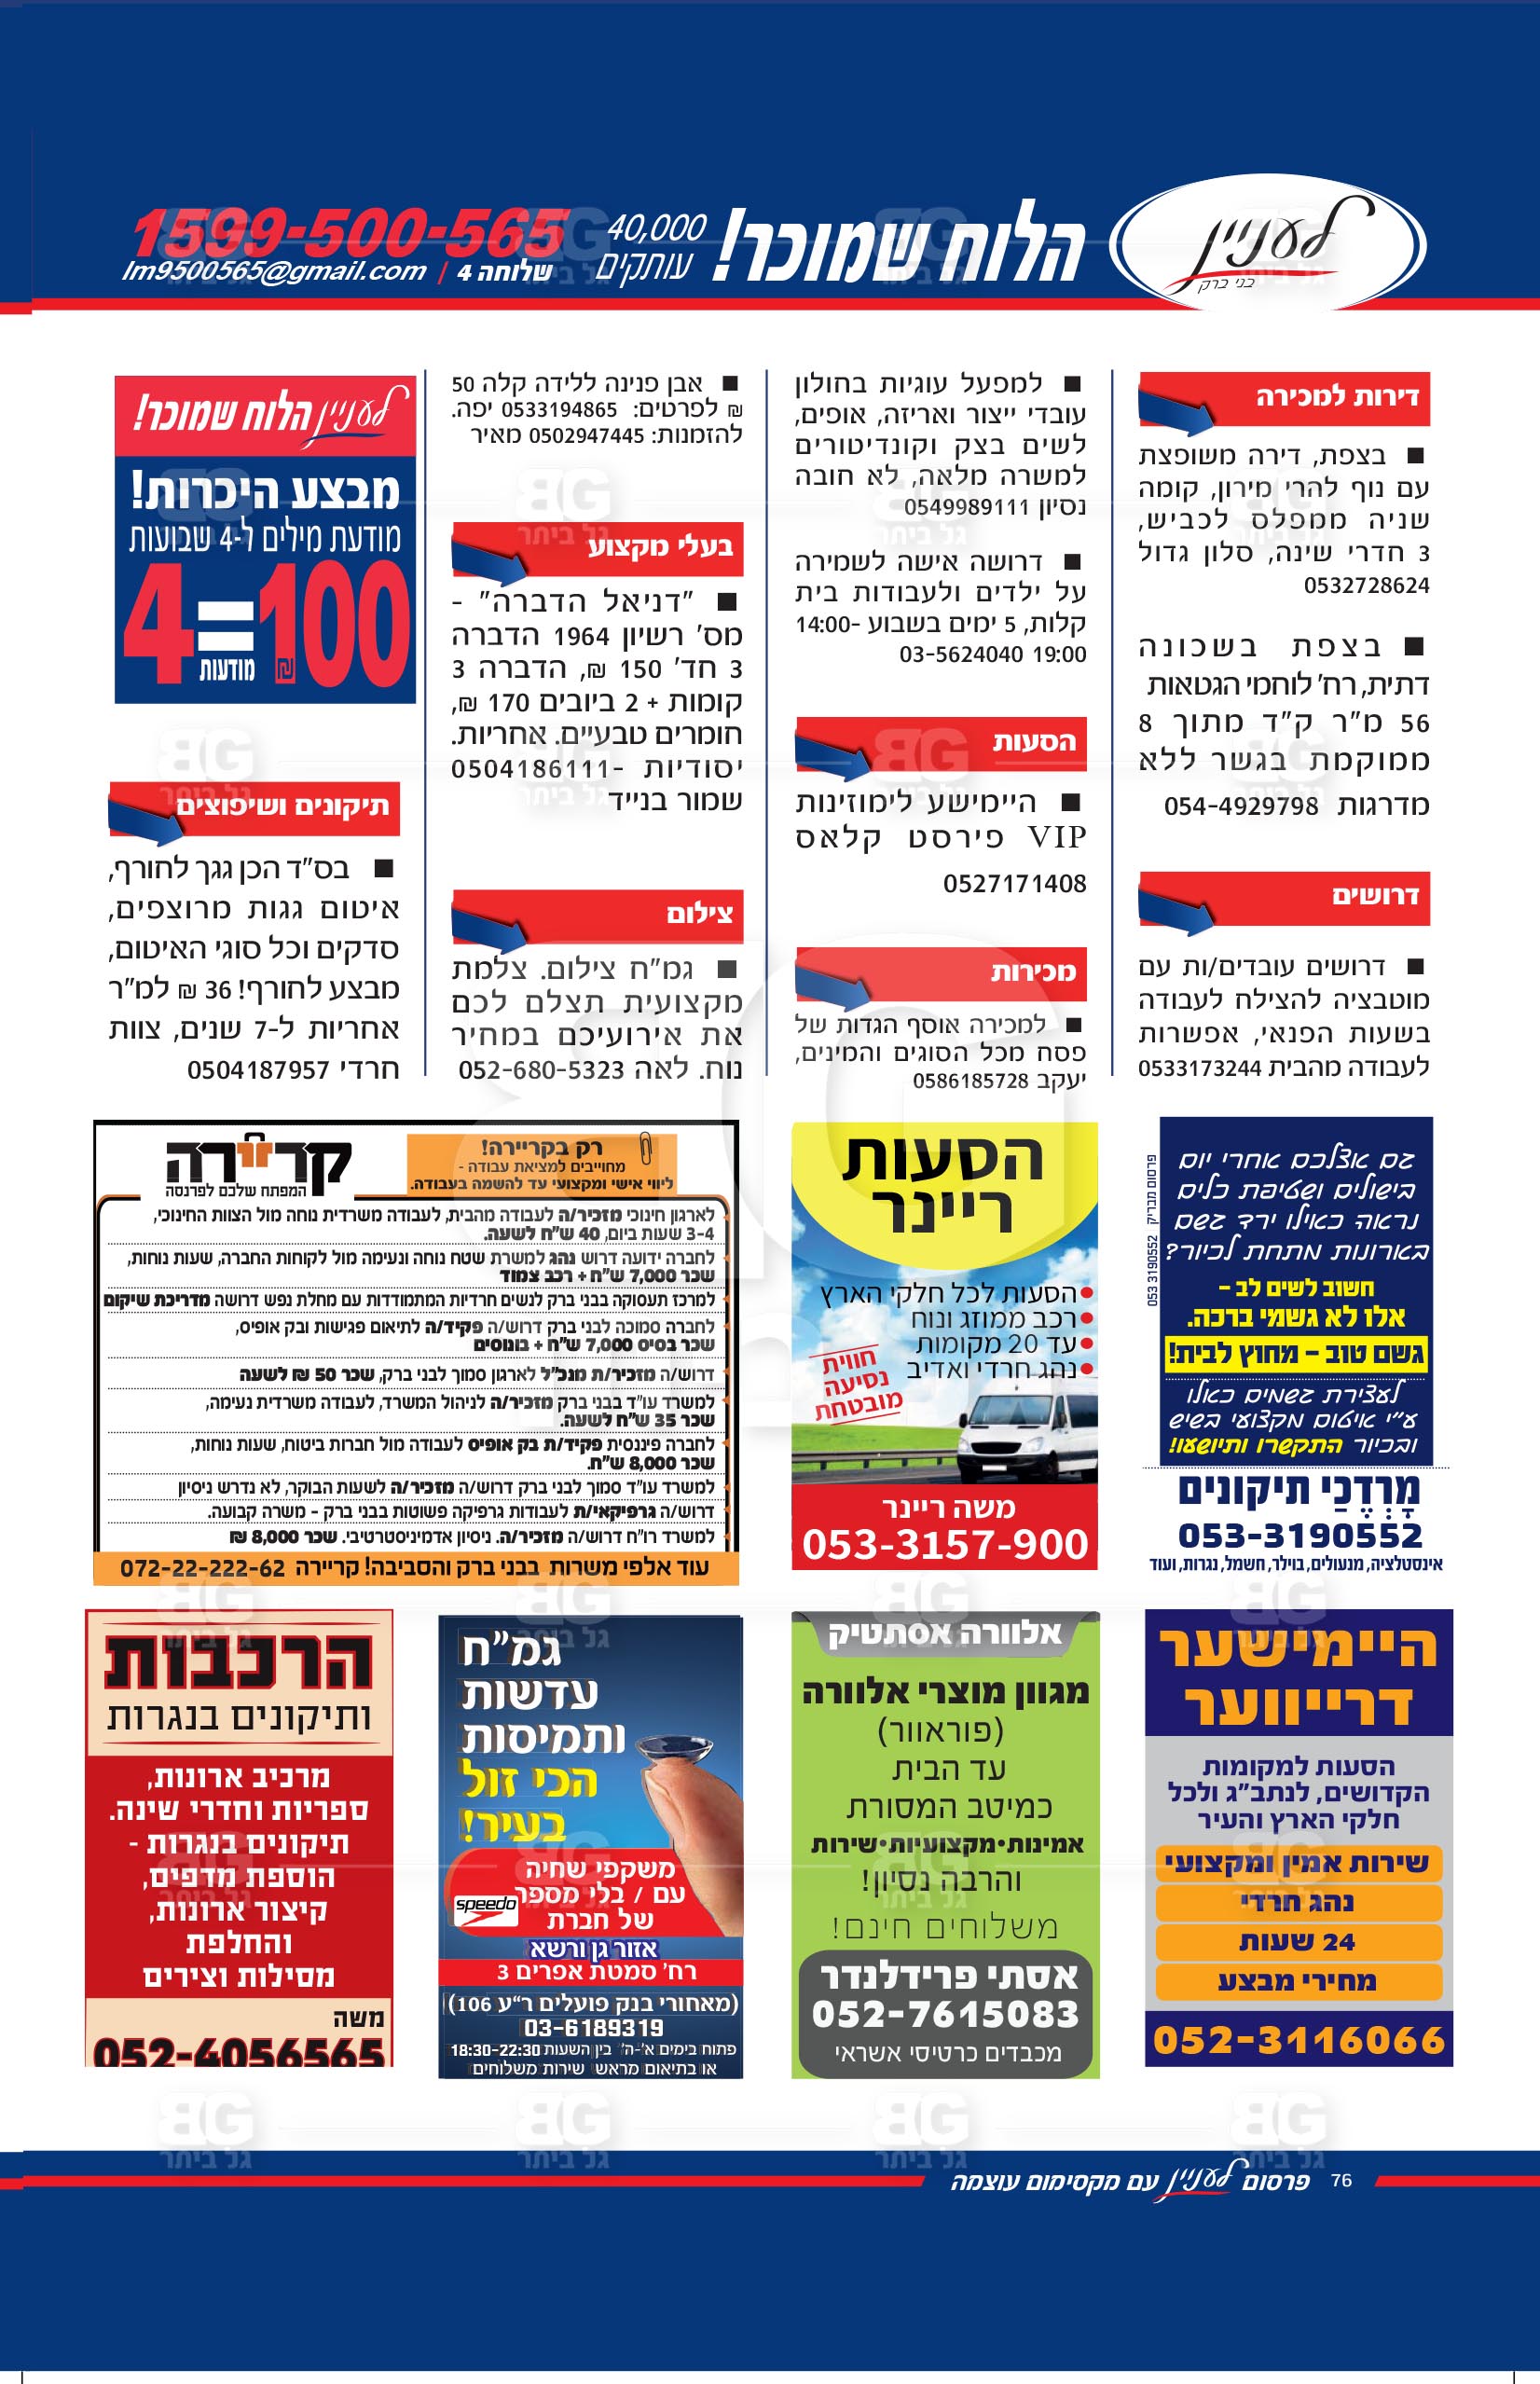 לעניין
בני ברק
הלוח שמוכר!
40,000
עותקים
1599-500-565
שלוחה 4 | lm9500565@gmail.com
דירות למכירה
■ בצפת, דירה משופצת
עם נוף להרי מירון, קומה
שניה ממפלס לכביש,
3 חדרי שינה, סלון גדול
0532728624
■ בצפת בשכונה
דתית, רח' לוחמי הגטאות
56 מ"ר ק"ד מתוך 8
ממוקמת בגשר ללא
מדרגות 054-4929798
דרושים
■ דרושים עובדים/ות עם
מוטבציה להצילח לעבודה
בשעות הפנאי, אפשרות
לעבודה מהבית 0533173244
■ למפעל עוגיות בחולון
עובדי ייצור ואריזה, אופים,
לשים בצק וקונדיטורים
למשרה מלאה, לא חובה
נסיון 0549989111
■ דרושה אישה לשמירה
על ילדים ולעבודות בית
קלות, 5 ימים בשבוע 14:00-
19:00 03-5624040
הסעות
■ היימישע לימוזינות
VIP פירסט קלאס
0527171408
מכירות
■ למכירה אוסף הגדות של
פסח מכל הסוגים והמינים,
יעקב 0586185728
■ אבן פנינה ללידה קלה 50
₪ לפרטים: 0533194865 יפה.
להזמנות: 0502947445 מאיר
בעלי מקצוע
■ "דניאל הדברה" -
מס' רשיון 1964 הדברה
3 חד' 150 ₪, הדברה 3
קומות + 2 ביובים 170 ₪,
חומרים טבעיים. אחריות.
יסודיות -0504186111
שמור בנייד
צילום
■ גמ"ח צילום. צלמת
מקצועית תצלם לכם
את אירועיכם במחיר
נוח. לאה 052-680-5323
לעניין הלוח שמוכר!
מבצע היכרות!
מודעת מילים ל-4 שבועות
100 ₪ = 4 מודעות
תיקונים ושיפוצים
■ בס"ד הכן גגך לחורף,
איטום גגות מרוצפים,
סדקים וכל סוגי האיטום,
מבצע לחורף! 36 ₪ למ"ר
אחריות ל-7 שנים, צוות
חרדי 0504187957
גם אצלכם אחרי יום
בישולים ושטיפת כלים
נראה כאילו ירד גשם
בארונות מתחת לכיור?
חשוב לשים לב -
אלו לא גשמי ברכה.
גשם טוב - מחוץ לבית!
לעצירת גשמים כאלו
ע"י איטום מקצועי בשיש
ובכיור התקשרו ותיושעו!
מָרְדֳכַי תיקונים
053-3190552
אינסטלציה, מנעולים, בוילר, חשמל, נגרות, ועוד
פרסום מבריק 053 3190552
הסעות
ריינר
•הסעות לכל חלקי הארץ
•רכב ממוזג ונוח
•עד 20 מקומות
•נהג חרדי ואדיב
חווית
נסיעה
מובטחת
משה ריינר
053-3157-900
רק בקריירה!
מחוייבים למציאת עבודה -
ליווי אישי ומקצועי עד להשמה בעבודה.
קריירה
המפתח שלכם לפרנסה
לארגון חינוכי מזכיר/ה לעבודה מהבית, לעבודה משרדית נוחה מול הצוות החינוכי,
3-4 שעות ביום, 40 ש"ח לשעה.
לחברה ידועה דרוש נהג למשרת שטח נוחה ונעימה מול לקוחות החברה, שעות נוחות,
שכר 7,000 ש"ח + רכב צמוד
למרכז תעסוקה בבני ברק לנשים חרדיות המתמודדות עם מחלת נפש דרושה מדריכת שיקום
לחברה סמוכה לבני ברק דרוש/ה פקיד/ה לתיאום פגישות ובק אופיס,
שכר בסיס 7,000 ש"ח + בונוסים
דרוש/ה מזכיר/ת מנכ"ל לארגון סמוך לבני ברק, שכר 50 ₪ לשעה
למשרד עו"ד בבני ברק מזכיר/ה לניהול המשרד, לעבודה משרדית נעימה,
שכר 35 ש"ח לשעה.
לחברה פיננסית פקיד/ת בק אופיס לעבודה מול חברות ביטוח, שעות נוחות,
שכר 8,000 ש"ח.
למשרד עו"ד סמוך לבני ברק דרוש/ה מזכיר/ה לשעות הבוקר, לא נדרש ניסיון
דרוש/ה גרפיקאי/ת לעבודות גרפיקה פשוטות בבני ברק - משרה קבועה.
למשרד רו"ח דרוש/ה מזכיר/ה. ניסיון אדמיניסטרטיבי. שכר 8,000 ₪
עוד אלפי משרות בבני ברק והסביבה! קריירה 072-22-222-62
היימישער
דרייווער
הסעות למקומות
הקדושים, לנתב"ג ולכל
חלקי הארץ והעיר
שירות אמין ומקצועי
נהג חרדי
24 שעות
מחירי מבצע
052-3116066
אלוורה אסתטיק
מגוון מוצרי אלוורה
(פוראוור)
עד הבית
כמיטב המסורת
אמינות•מקצועיות•שירות
והרבה נסיון!
משלוחים חינם!
אסתי פרידלנדר
052-7615083
מכבדים כרטיסי אשראי
גמ"ח
עדשות
ותמיסות
הכי זול
בעיר!
משקפי שחיה
עם / בלי מספר
של חברת
speedo
אזור גן ורשא
רח' סמטת אפרים 3
(מאחורי בנק פועלים ר"ע 106)
03-6189319
פתוח בימים א'-ה' בין השעות 18:30-22:30
או בתיאום מראש שירות משלוחים
הרכבות
ותיקונים בנגרות
מרכיב ארונות,
ספריות וחדרי שינה.
תיקונים בנגרות -
הוספת מדפים,
קיצור ארונות,
והחלפת
מסילות וצירים
משה
052-4056565
76 פרסום לעניין עם מקסימום עוצמה
BG
גל ביתר